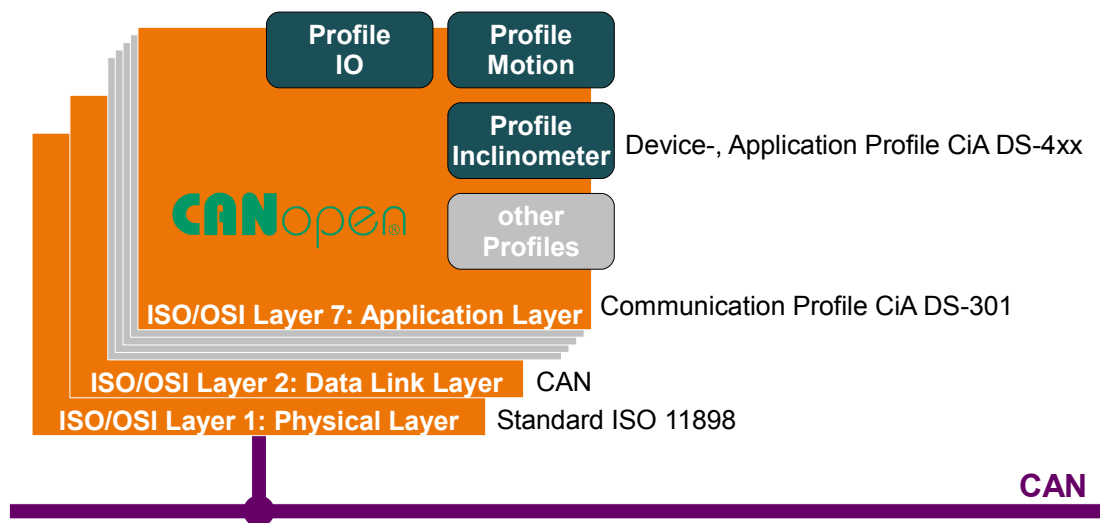 Profile
IO
Profile
Motion
Profile
Inclinometer
Device-, Application Profile CiA DS-4xx
CANopen®
other
Profiles
ISO/OSI Layer 7: Application Layer
Communication Profile CiA DS-301
ISO/OSI Layer 2: Data Link Layer
CAN
ISO/OSI Layer 1: Physical Layer
Standard ISO 11898
CAN